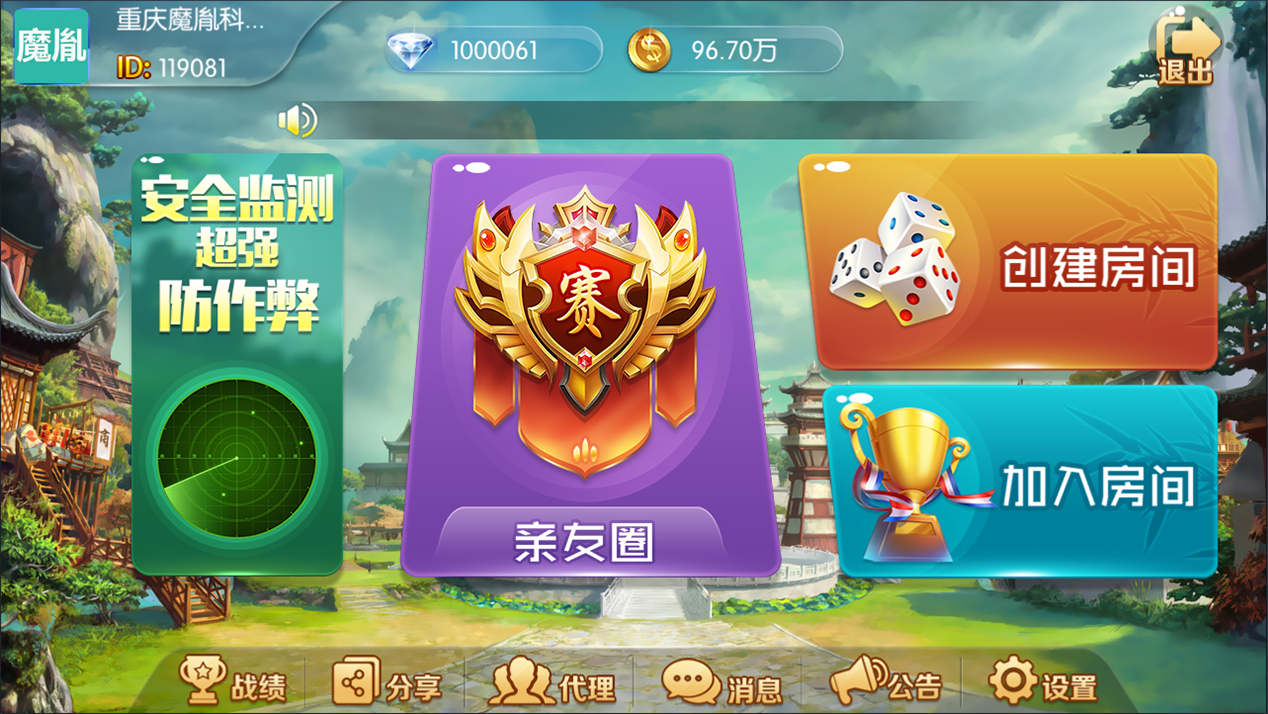 魔胤
重庆魔胤科...
ID: 119081
1000061
96.70万
退出
安全监测
超强
防作弊
赛
亲友圈
创建房间
加入房间
战绩
分享
代理
消息
公告
设置